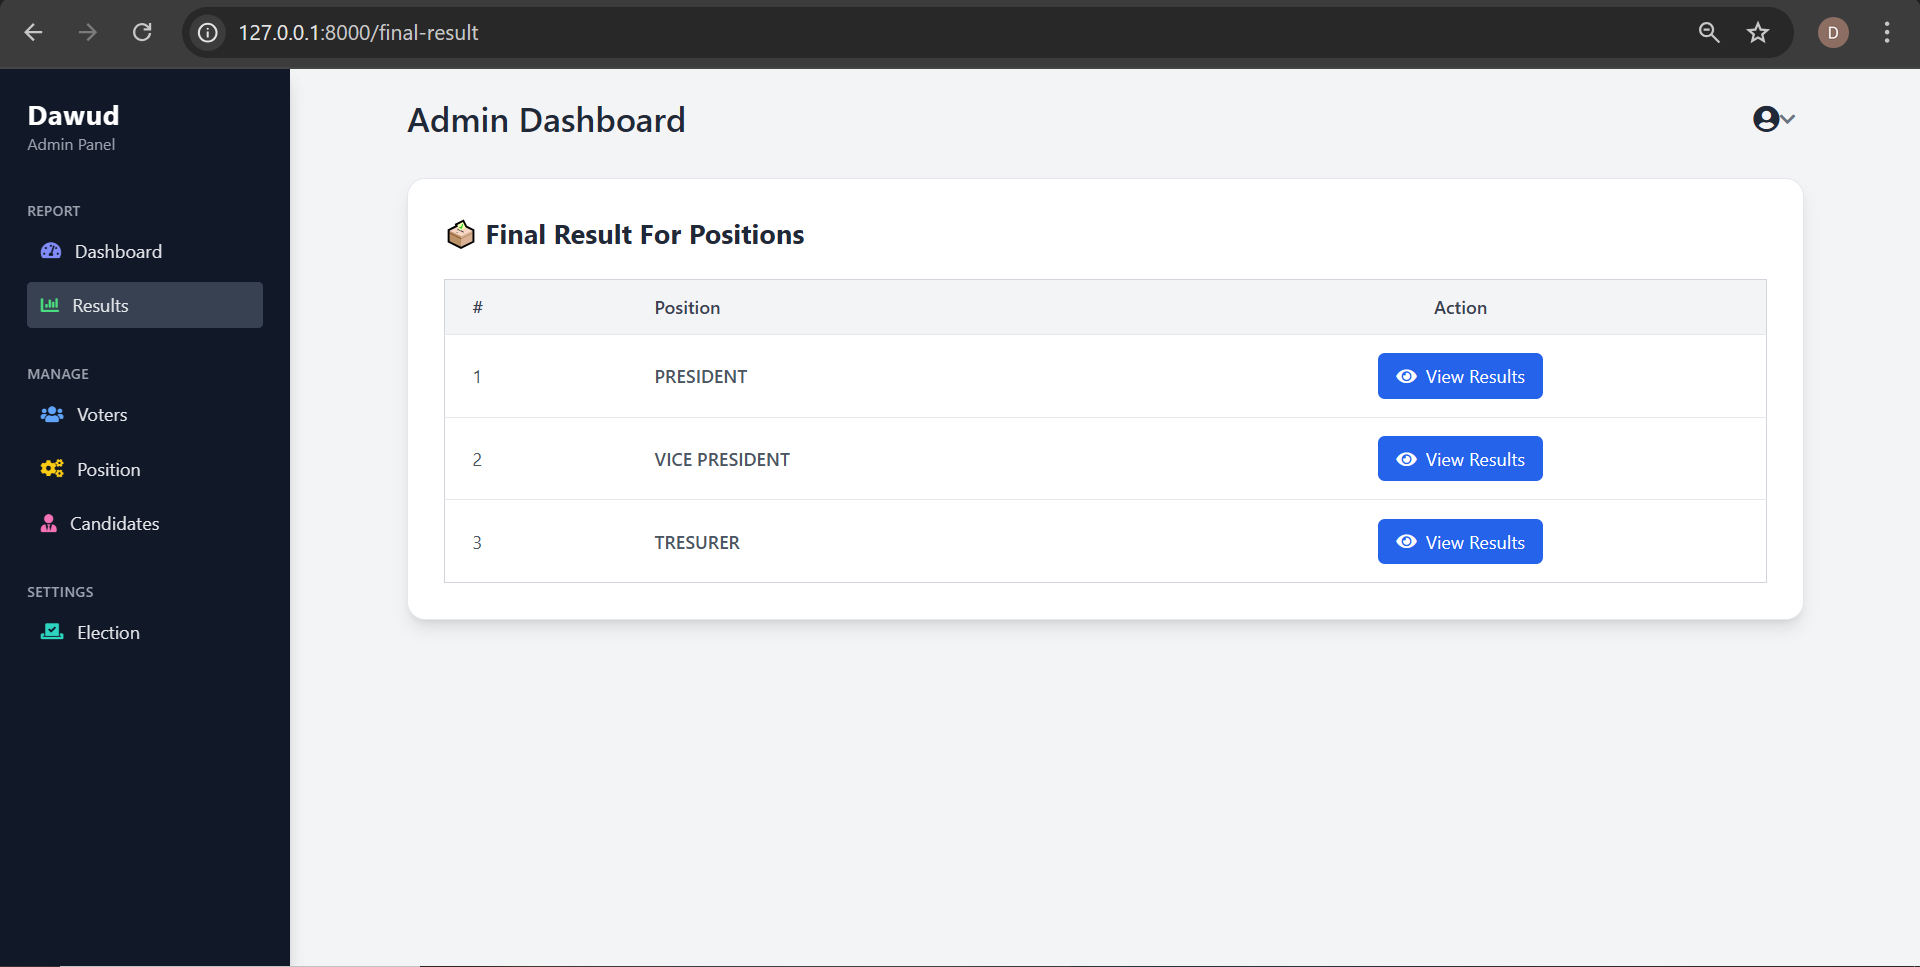 127.0.0.1:8000/final-result
D
Dawud
Admin Panel
REPORT
Dashboard
Results
MANAGE
Voters
Position
Candidates
SETTINGS
Election
Admin Dashboard
Final Result For Positions
# Position Action
1 PRESIDENT View Results
2 VICE PRESIDENT View Results
3 TRESURER View Results